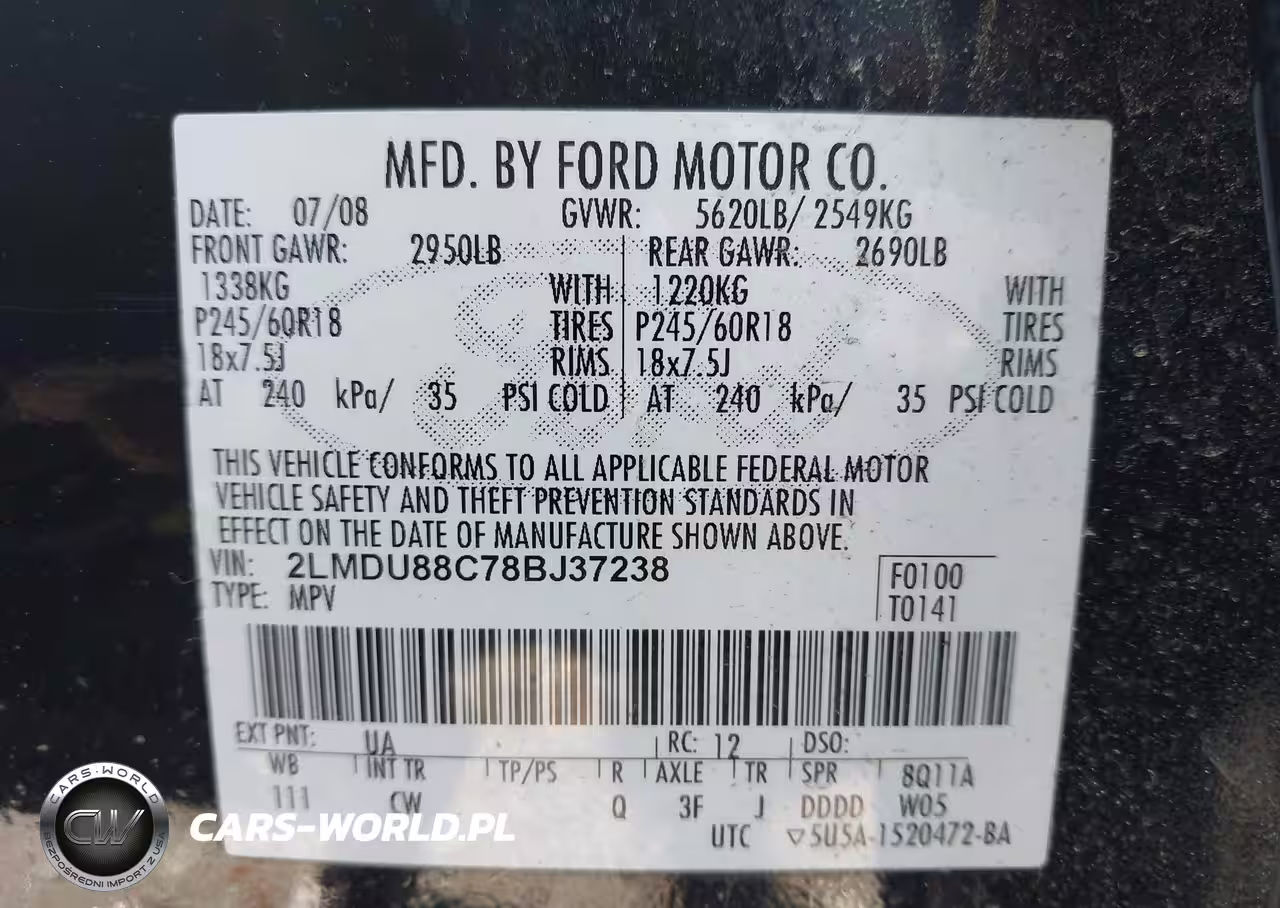 MFD. BY FORD MOTOR CO.
DATE: 07/08 GVWR: 5620LB/ 2549KG
FRONT GAWR: 2950LB REAR GAWR: 2690LB
1338KG WITH 1220KG WITH
P245/60R18 TIRES P245/60R18 TIRES
18x7.5J RIMS 18x7.5J RIMS
AT 240 kPa/ 35 PSI COLD AT 240 kPa/ 35 PSI COLD
THIS VEHICLE CONFORMS TO ALL APPLICABLE FEDERAL MOTOR
VEHICLE SAFETY AND THEFT PREVENTION STANDARDS IN
EFFECT ON THE DATE OF MANUFACTURE SHOWN ABOVE.
VIN: 2LMDU88C78BJ37238 F0100
TYPE: MPV T0141
EXT PNT: UA RC: 12 DSO:
WB INT TR TP/PS R AXLE TR SPR 8Q11A
111 CW Q 3F J DDDD W05
UTC ▽5U5A-1520472-BA
CARS-WORLD
CW
BEZPOŚREDNI IMPORT Z USA
CARS-WORLD.PL